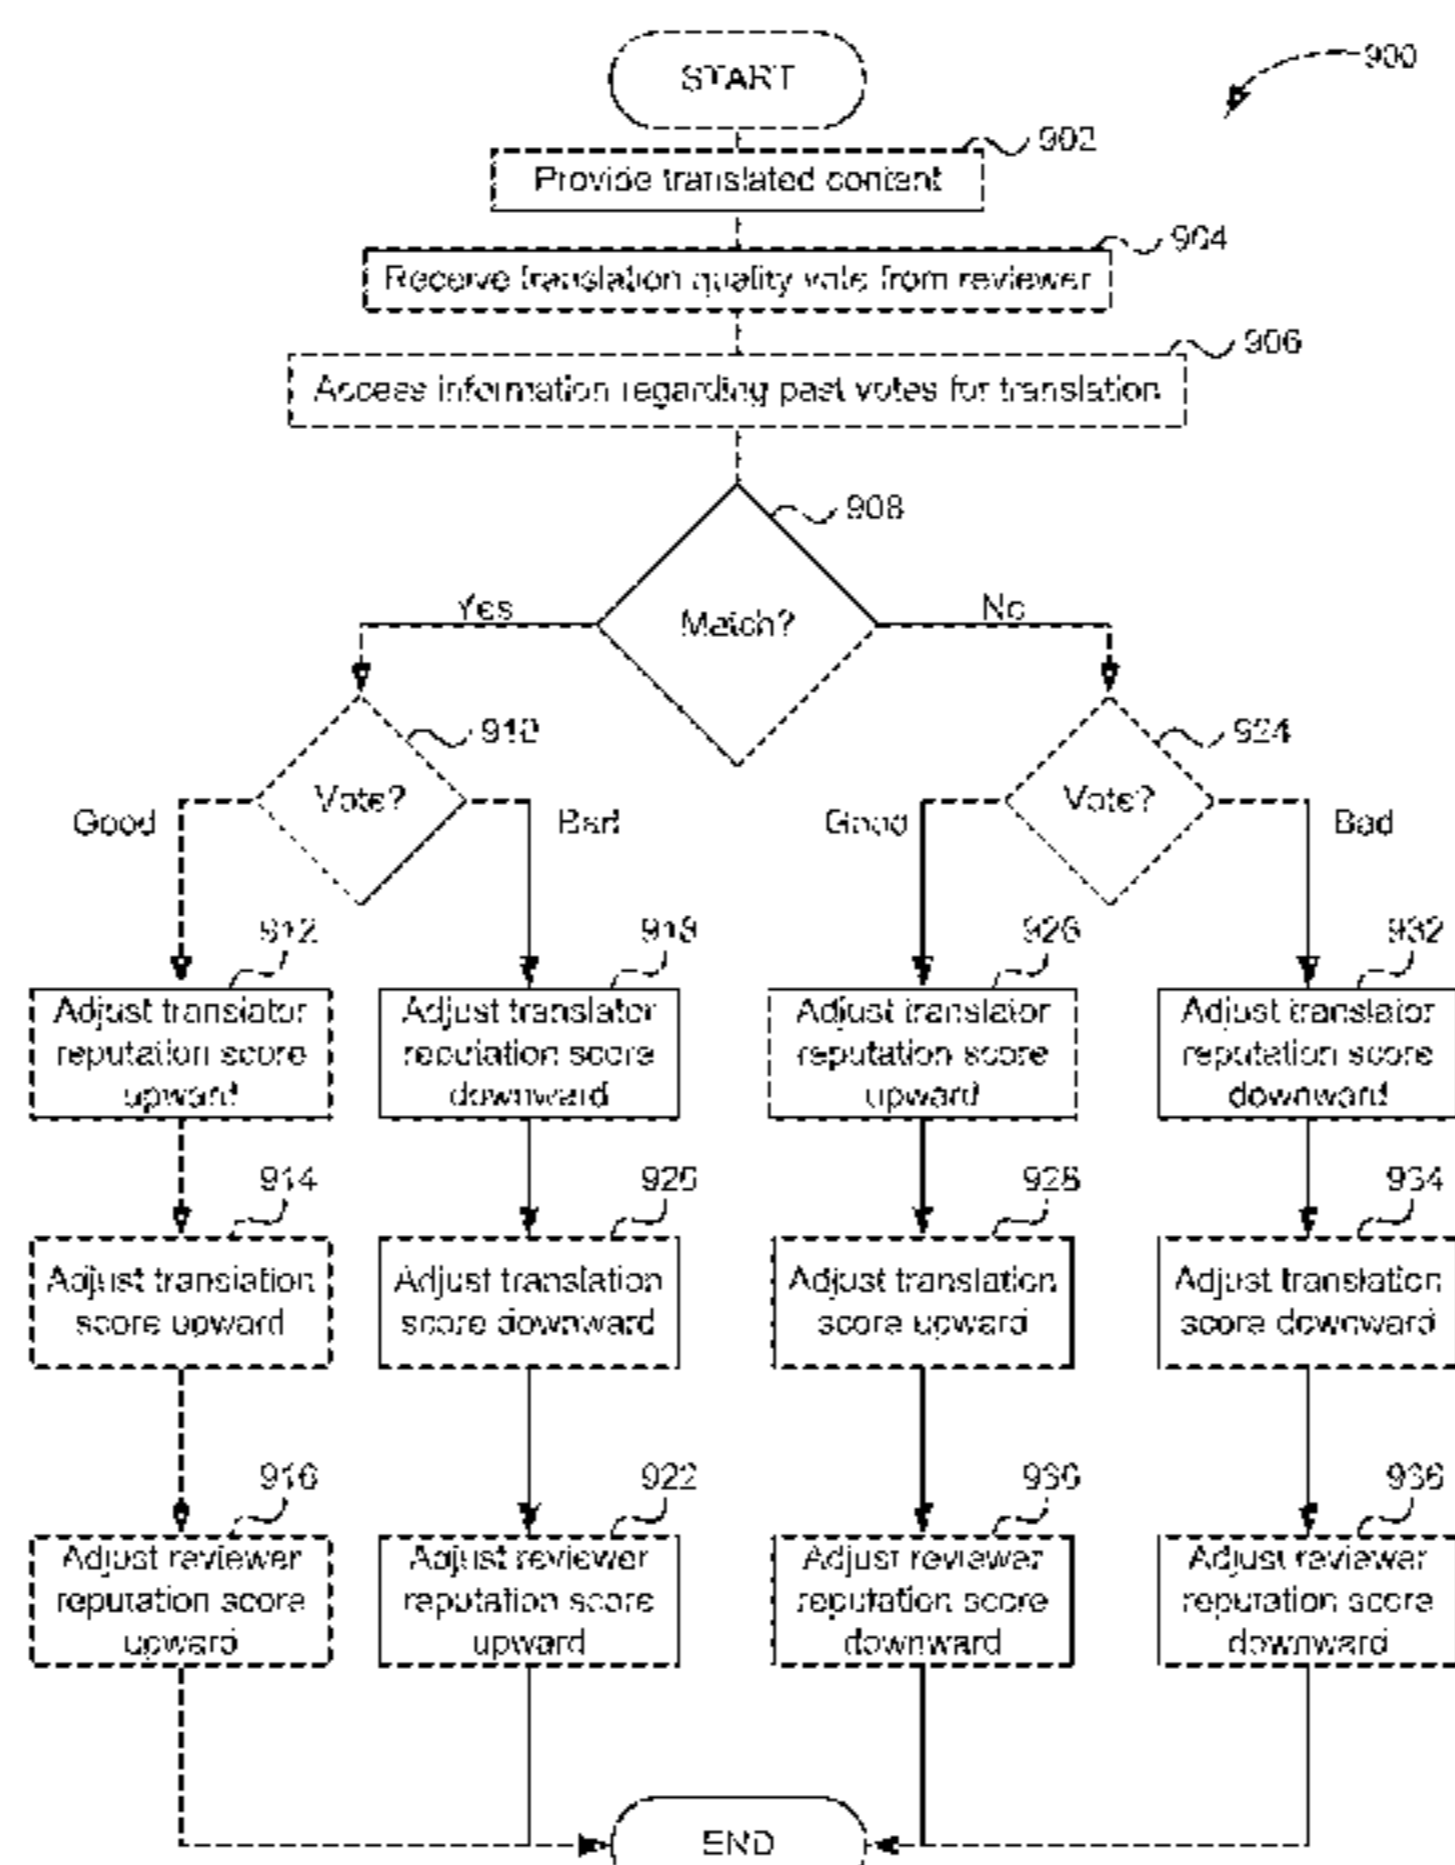 START
900
902
Provide translated content
904
Receive translation quality vote from reviewer
906
Access information regarding past votes for translation
908
Match?
Yes
No
910
Vote?
Good
Bad
924
Vote?
Good
Bad
912
Adjust translator
reputation score
upward
918
Adjust translator
reputation score
downward
926
Adjust translator
reputation score
upward
932
Adjust translator
reputation score
downward
914
Adjust translation
score upward
920
Adjust translation
score downward
928
Adjust translation
score upward
934
Adjust translation
score downward
916
Adjust reviewer
reputation score
upward
922
Adjust reviewer
reputation score
upward
930
Adjust reviewer
reputation score
downward
936
Adjust reviewer
reputation score
downward
END